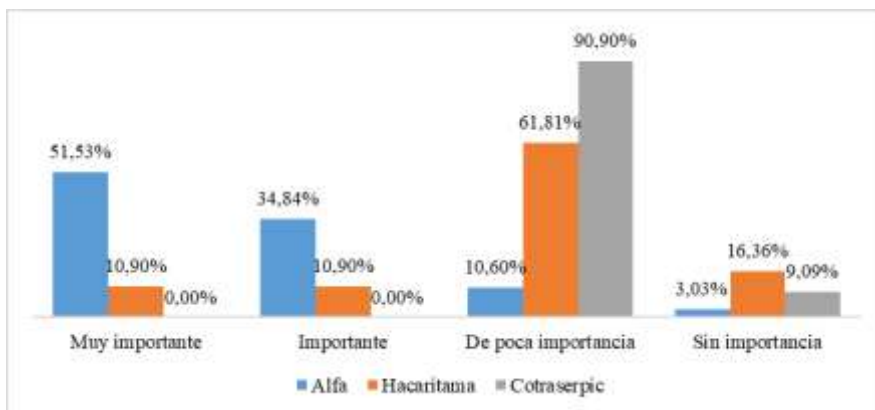 90,90%
61,81%
51,53%
34,84%
10,90% 10,90% 10,60% 16,36%
0,00% 0,00% 3,03% 9,09%
Muy importante Importante De poca importancia Sin importancia
Alfa Hacaritama Cotraserpic